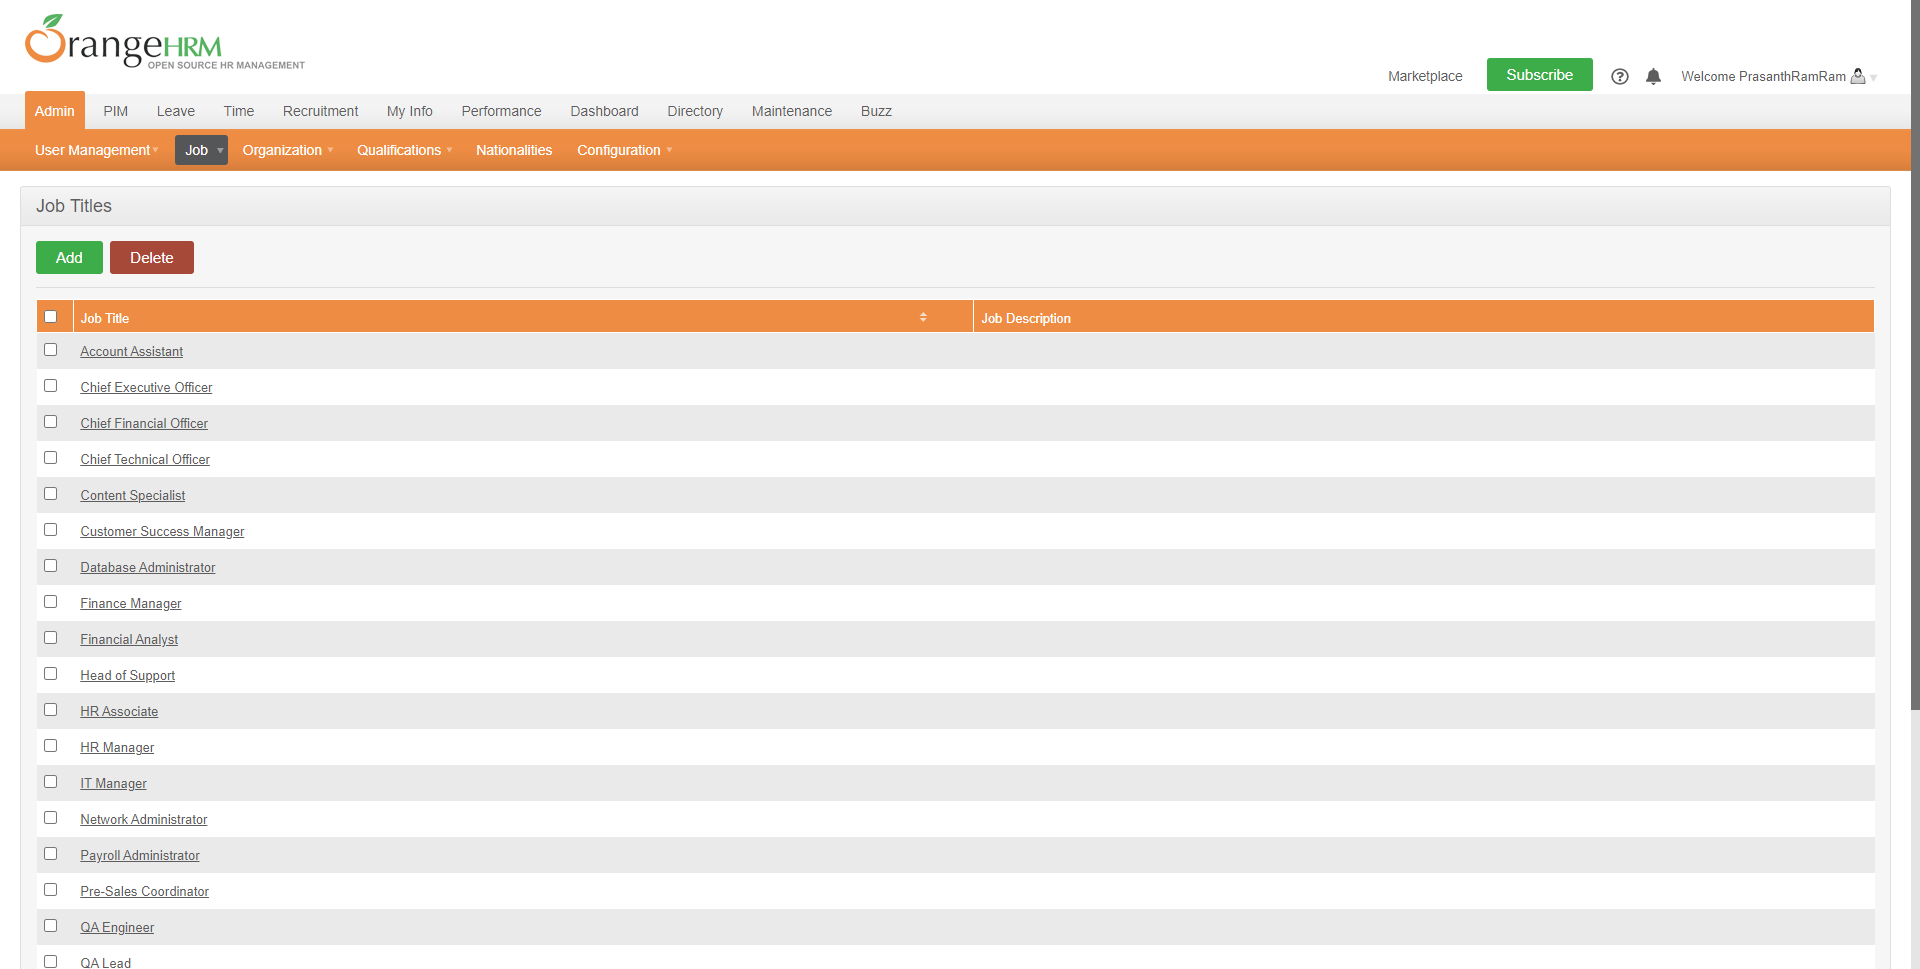 OrangeHRM
OPEN SOURCE HR MANAGEMENT
Marketplace Subscribe Welcome PrasanthRamRam
Admin PIM Leave Time Recruitment My Info Performance Dashboard Directory Maintenance Buzz
User Management Job Organization Qualifications Nationalities Configuration
Job Titles
Add Delete
Job Title Job Description
Account Assistant
Chief Executive Officer
Chief Financial Officer
Chief Technical Officer
Content Specialist
Customer Success Manager
Database Administrator
Finance Manager
Financial Analyst
Head of Support
HR Associate
HR Manager
IT Manager
Network Administrator
Payroll Administrator
Pre-Sales Coordinator
QA Engineer
QA Lead